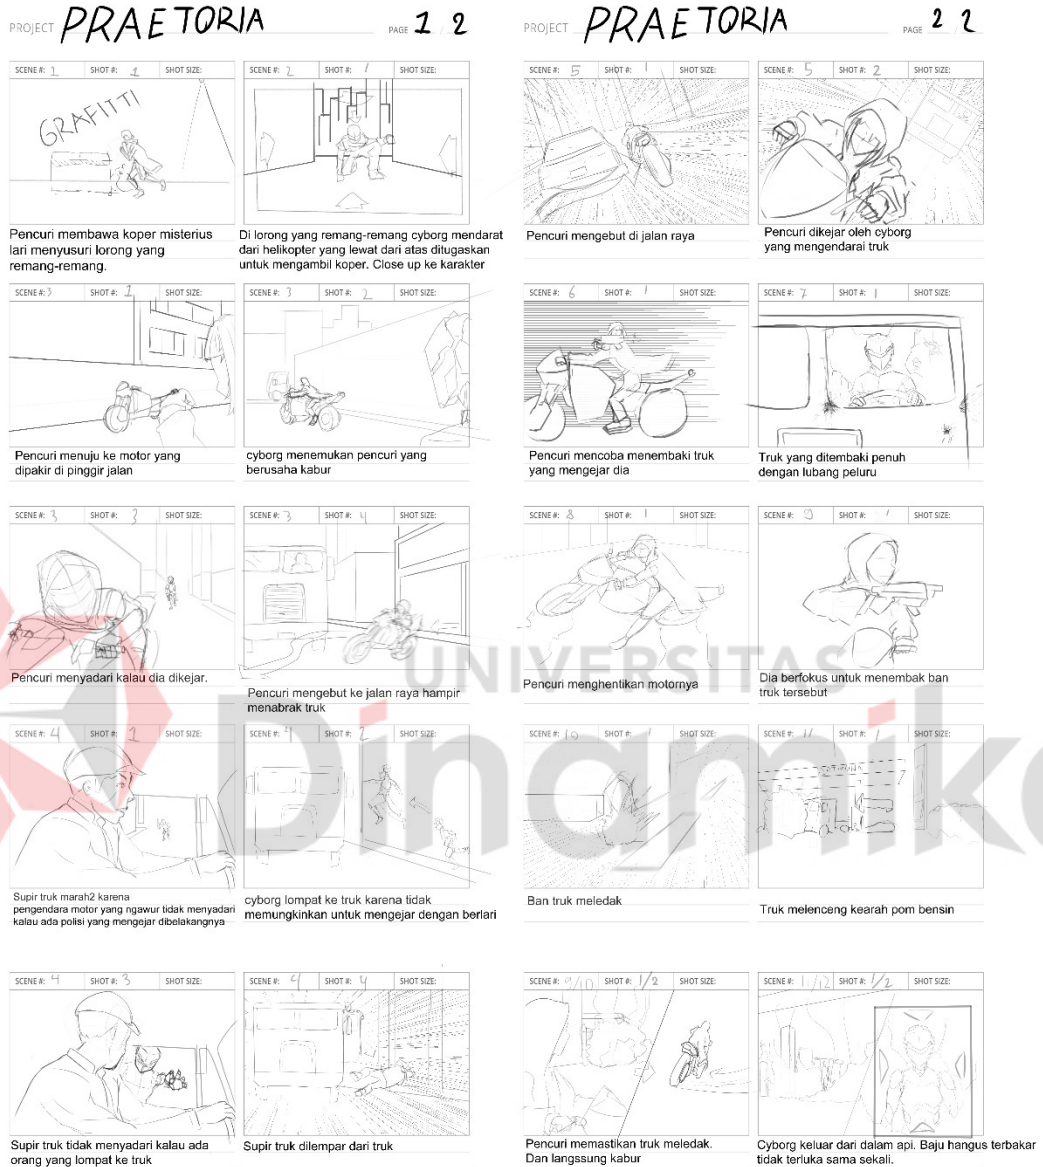 PROJECT PRAETORIA PAGE 1 2
SCENE #: 1 SHOT #: 1 SHOT SIZE:
GRAFITTI
Pencuri membawa koper misterius
lari menyusuri lorong yang
remang-remang.
SCENE #: 2 SHOT #: 1 SHOT SIZE:
Di lorong yang remang-remang cyborg mendarat
dari helikopter yang lewat dari atas ditugaskan
untuk mengambil koper. Close up ke karakter
SCENE #: 3 SHOT #: 1 SHOT SIZE:
Pencuri menuju ke motor yang
dipakir di pinggir jalan
SCENE #: 3 SHOT #: 2 SHOT SIZE:
cyborg menemukan pencuri yang
berusaha kabur
SCENE #: 3 SHOT #: 3 SHOT SIZE:
Pencuri menyadari kalau dia dikejar.
SCENE #: 3 SHOT #: 4 SHOT SIZE:
Pencuri mengebut ke jalan raya hampir
menabrak truk
SCENE #: 4 SHOT #: 1 SHOT SIZE:
Supir truk marah2 karena
pengendara motor yang ngawur tidak menyadari
kalau ada polisi yang mengejar dibelakangnya
SCENE #: 4 SHOT #: 2 SHOT SIZE:
cyborg lompat ke truk karena tidak
memungkinkan untuk mengejar dengan berlari
SCENE #: 4 SHOT #: 3 SHOT SIZE:
Supir truk tidak menyadari kalau ada
orang yang lompat ke truk
SCENE #: 4 SHOT #: 4 SHOT SIZE:
Supir truk dilempar dari truk
PROJECT PRAETORIA PAGE 2 2
SCENE #: 5 SHOT #: 1 SHOT SIZE:
Pencuri mengebut di jalan raya
SCENE #: 5 SHOT #: 2 SHOT SIZE:
Pencuri dikejar oleh cyborg
yang mengendarai truk
SCENE #: 6 SHOT #: 1 SHOT SIZE:
Pencuri mencoba menembaki truk
yang mengejar dia
SCENE #: 7 SHOT #: 1 SHOT SIZE:
Truk yang ditembaki penuh
dengan lubang peluru
SCENE #: 8 SHOT #: 1 SHOT SIZE:
Pencuri menghentikan motornya
SCENE #: 9 SHOT #: 1 SHOT SIZE:
Dia berfokus untuk menembak ban
truk tersebut
SCENE #: 10 SHOT #: 1 SHOT SIZE:
Ban truk meledak
SCENE #: 11 SHOT #: 1 SHOT SIZE:
Truk melenceng kearah pom bensin
SCENE #: 9/10 SHOT #: 1/2 SHOT SIZE:
Pencuri memastikan truk meledak.
Dan langssung kabur
SCENE #: 11/12 SHOT #: 1/2 SHOT SIZE:
Cyborg keluar dari dalam api. Baju hangus terbakar
tidak terluka sama sekali.
UNIVERSITAS
Dinamika